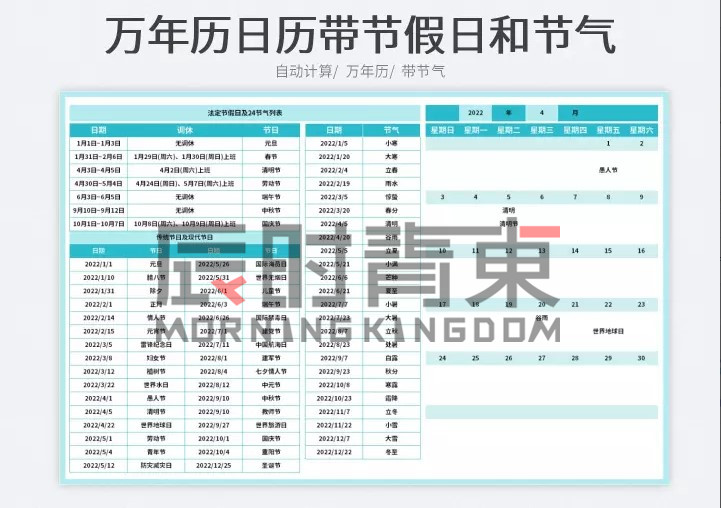 万年历日历带节假日和节气
自动计算/ 万年历/ 带节气
法定节假日及24节气列表
日期 调休 节日
1月1日-1月3日 无调休 元旦
1月31日-2月6日 1月29日(周六)、1月30日(周日)上班 春节
4月3日-4月5日 4月2日(周六)上班 清明节
4月30日-5月4日 4月24日(周日)、5月7日(周六)上班 劳动节
6月3日-6月5日 无调休 端午节
9月10日-9月12日 无调休 中秋节
10月1日-10月7日 10月8日(周六)、10月9日(周日)上班 国庆节
传统节日及现代节日
日期 节日 日期 节日
2022/1/1 元旦 2022/5/26 国际海员日
2022/1/10 腊八节 2022/5/31 世界无烟日
2022/1/31 除夕 2022/6/1 儿童节
2022/2/1 正月 2022/6/3 端午节
2022/2/14 情人节 2022/6/26 国际禁毒日
2022/2/15 元宵节 2022/7/1 建党节
2022/3/5 雷锋纪念日 2022/7/11 中国航海日
2022/3/8 妇女节 2022/8/1 建军节
2022/3/12 植树节 2022/8/4 七夕情人节
2022/3/22 世界水日 2022/8/12 中元节
2022/4/1 愚人节 2022/9/10 中秋节
2022/4/5 清明节 2022/9/10 教师节
2022/4/22 世界地球日 2022/9/27 世界旅游日
2022/5/1 劳动节 2022/10/1 国庆节
2022/5/4 青年节 2022/10/4 重阳节
2022/5/12 防灾减灾日 2022/12/25 圣诞节
日期 节气
2022/1/5 小寒
2022/1/20 大寒
2022/2/4 立春
2022/2/19 雨水
2022/3/5 惊蛰
2022/3/20 春分
2022/4/5 清明
2022/4/20 谷雨
2022/5/5 立夏
2022/5/21 小满
2022/6/6 芒种
2022/6/21 夏至
2022/7/7 小暑
2022/7/23 大暑
2022/8/7 立秋
2022/8/23 处暑
2022/9/7 白露
2022/9/23 秋分
2022/10/8 寒露
2022/10/23 霜降
2022/11/7 立冬
2022/11/22 小雪
2022/12/7 大雪
2022/12/22 冬至
2022 年 4 月
星期日 星期一 星期二 星期三 星期四 星期五 星期六
1 2
愚人节
3 4 5 6 7 8 9
清明
清明节
10 11 12 13 14 15 16
17 18 19 20 21 22 23
谷雨 世界地球日
24 25 26 27 28 29 30
MORNING KINGDOM